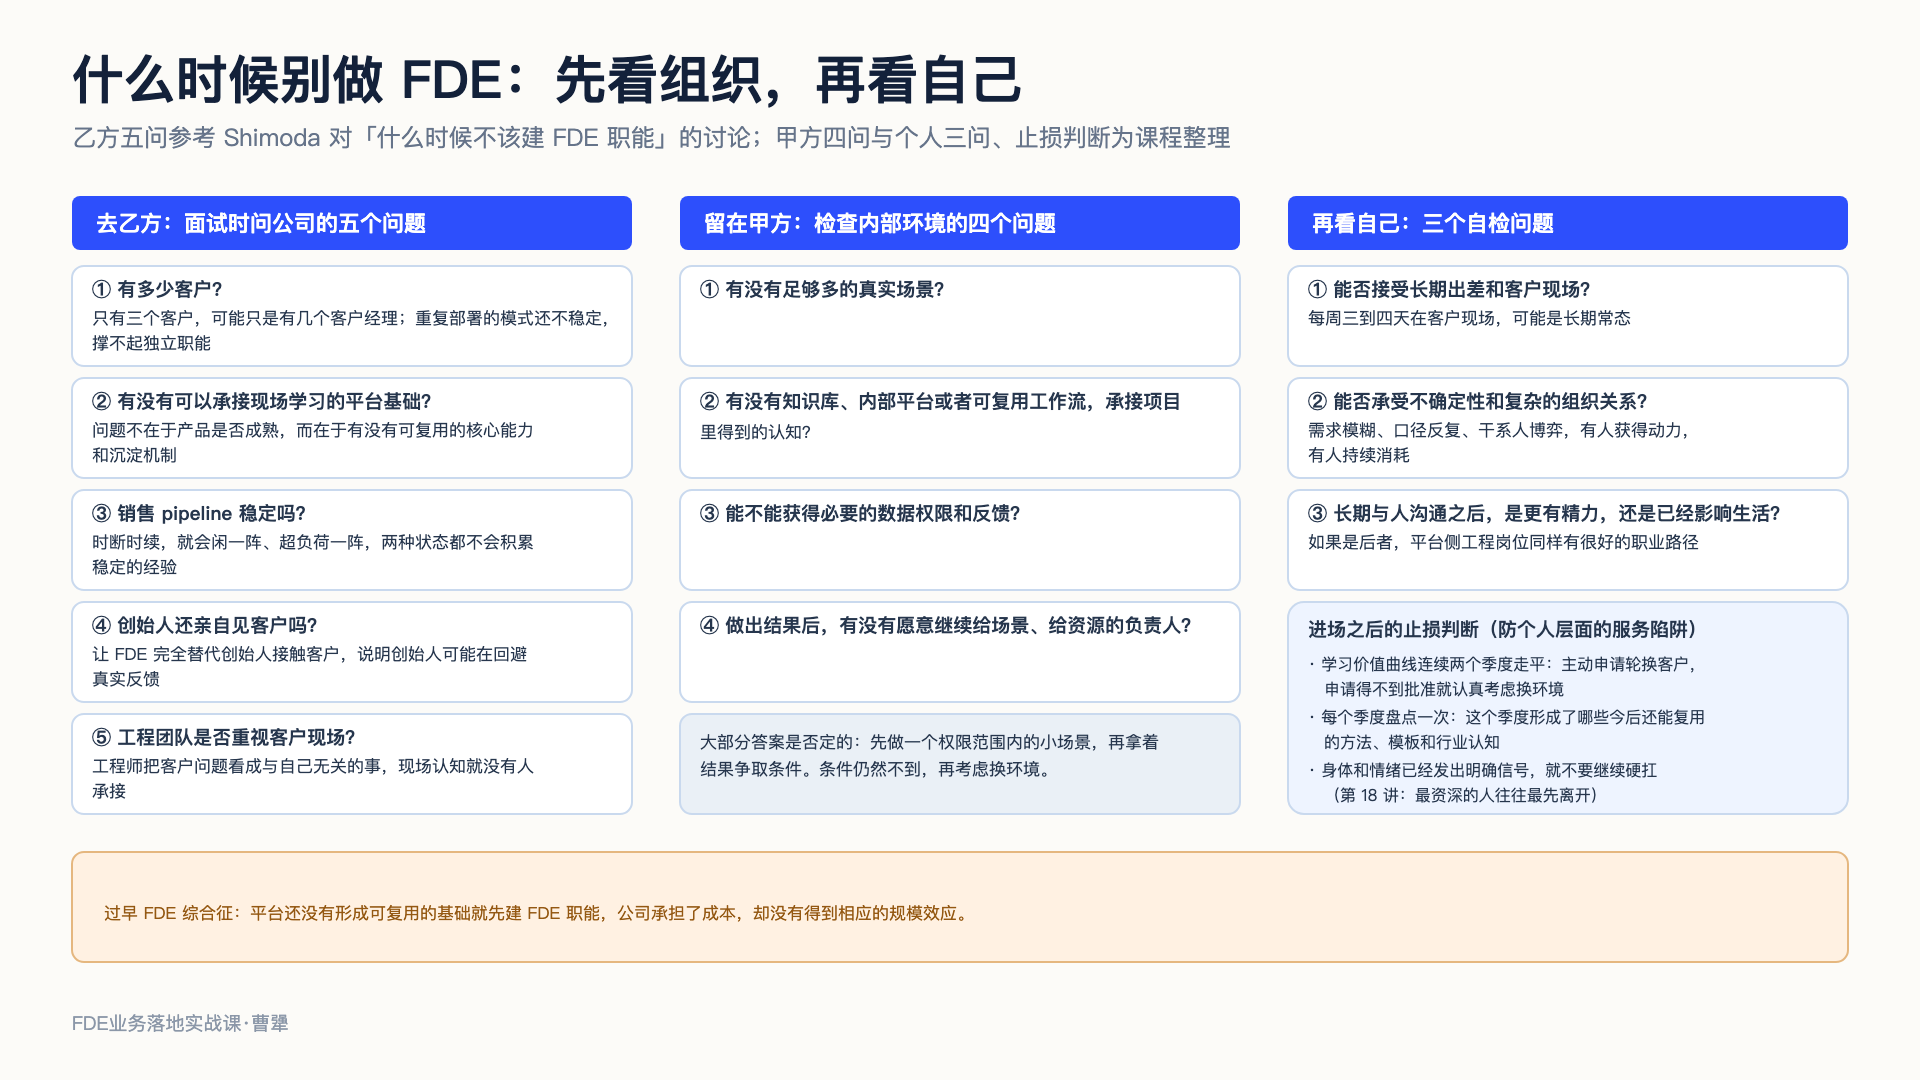 什么时候别做 FDE：先看组织，再看自己
乙方五问参考 Shimoda 对「什么时候不该建 FDE 职能」的讨论；甲方四问与个人三问、止损判断为课程整理
去乙方：面试时问公司的五个问题
① 有多少客户？
只有三个客户，可能只是有几个客户经理；重复部署的模式还不稳定，
撑不起独立职能
② 有没有可以承接现场学习的平台基础？
问题不在于产品是否成熟，而在于有没有可复用的核心能力
和沉淀机制
③ 销售 pipeline 稳定吗？
时断时续，就会闲一阵、超负荷一阵，两种状态都不会积累
稳定的经验
④ 创始人还亲自见客户吗？
让 FDE 完全替代创始人接触客户，说明创始人可能在回避
真实反馈
⑤ 工程团队是否重视客户现场？
工程师把客户问题看成与自己无关的事，现场认知就没有人
承接
留在甲方：检查内部环境的四个问题
① 有没有足够多的真实场景？
② 有没有知识库、内部平台或者可复用工作流，承接项目
里得到的认知？
③ 能不能获得必要的数据权限和反馈？
④ 做出结果后，有没有愿意继续给场景、给资源的负责人？
大部分答案是否定的：先做一个权限范围内的小场景，再拿着
结果争取条件。条件仍然不到，再考虑换环境。
再看自己：三个自检问题
① 能否接受长期出差和客户现场？
每周三到四天在客户现场，可能是长期常态
② 能否承受不确定性和复杂的组织关系？
需求模糊、口径反复、干系人博弈，有人获得动力，
有人持续消耗
③ 长期与人沟通之后，是更有精力，还是已经影响生活？
如果是后者，平台侧工程岗位同样有很好的职业路径
进场之后的止损判断（防个人层面的服务陷阱）
· 学习价值曲线连续两个季度走平：主动申请轮换客户，
申请得不到批准就认真考虑换环境
· 每个季度盘点一次：这个季度形成了哪些今后还能复用
的方法、模板和行业认知
· 身体和情绪已经发出明确信号，就不要继续硬扛
（第 18 讲：最资深的人往往最先离开）
过早 FDE 综合征：平台还没有形成可复用的基础就先建 FDE 职能，公司承担了成本，却没有得到相应的规模效应。
FDE业务落地实战课·曹犟